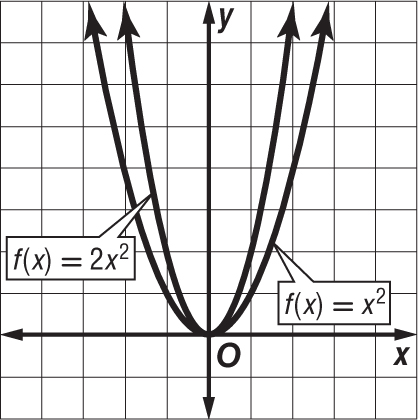 y
f(x) = 2x²
f(x) = x²
O
x